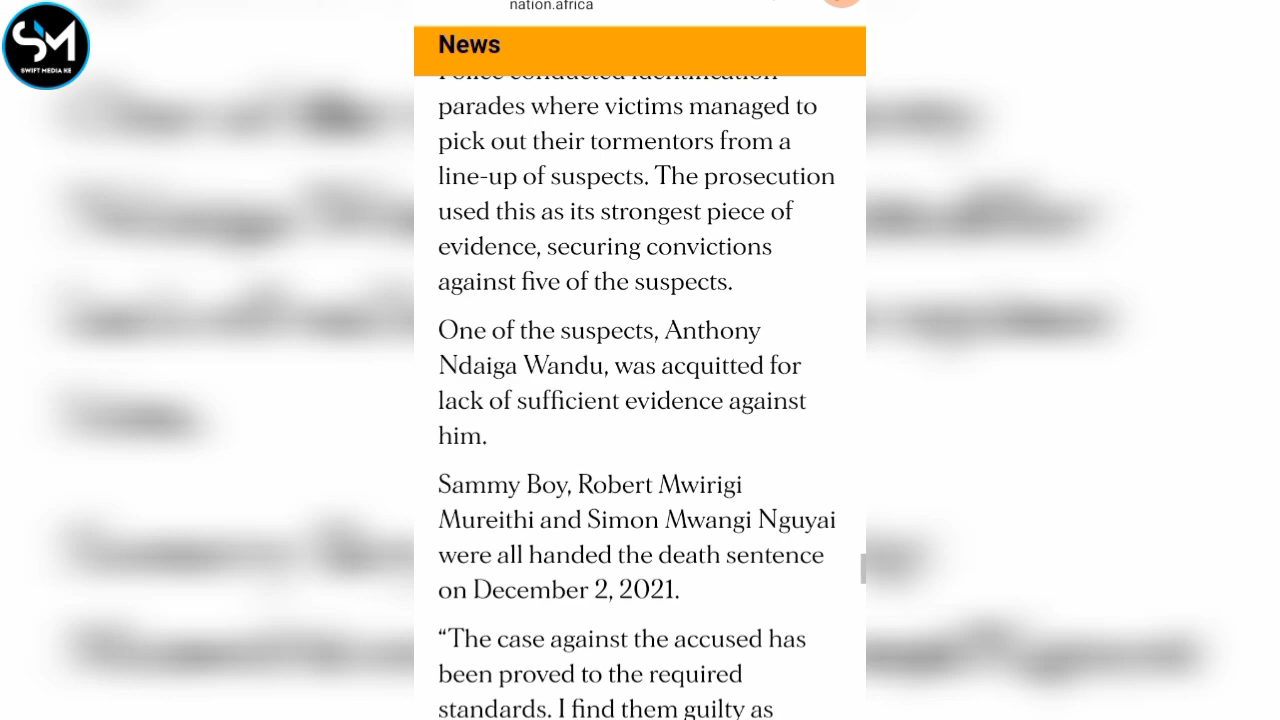 SM
SWIFT MEDIA KE
nation.africa
News
Police conducted identification
parades where victims managed to
pick out their tormentors from a
line-up of suspects. The prosecution
used this as its strongest piece of
evidence, securing convictions
against five of the suspects.
One of the suspects, Anthony
Ndaiga Wandu, was acquitted for
lack of sufficient evidence against
him.
Sammy Boy, Robert Mwirigi
Mureithi and Simon Mwangi Nguyai
were all handed the death sentence
on December 2, 2021.
“The case against the accused has
been proved to the required
standards. I find them guilty as